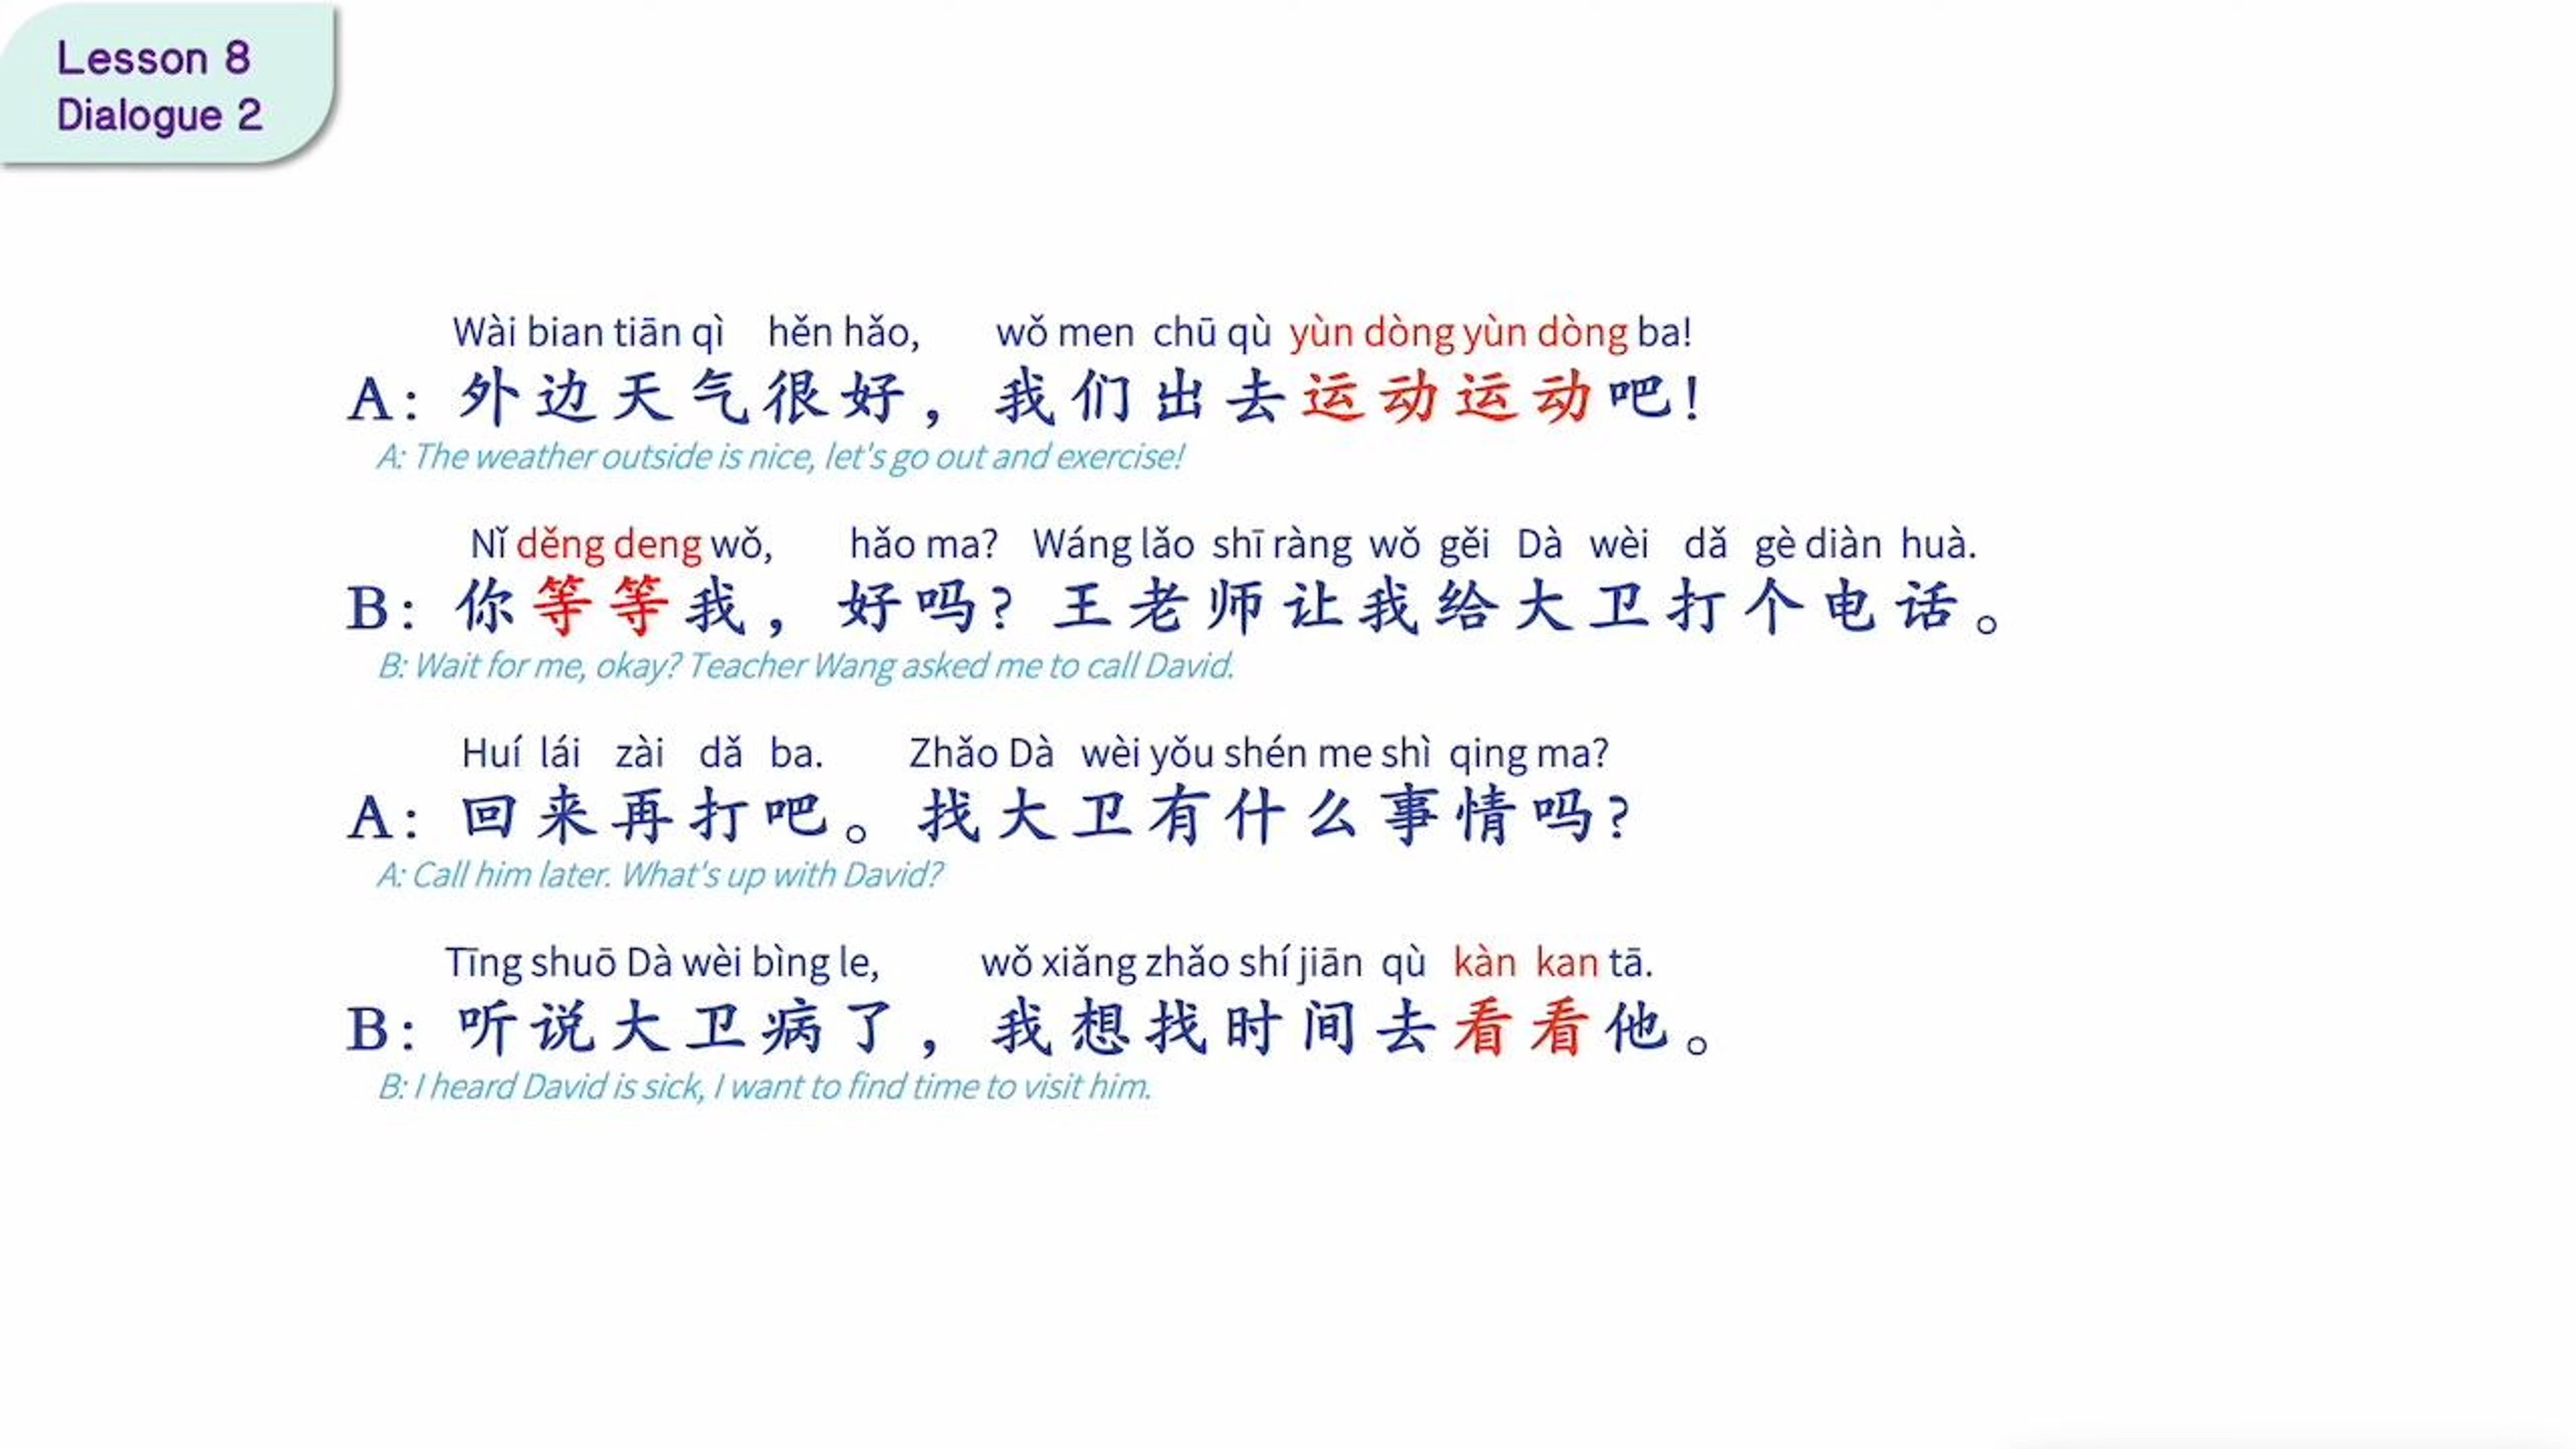 Lesson 8
Dialogue 2
Wài bian tiān qì hěn hǎo, wǒ men chū qù yùn dòng yùn dòng ba!
A: 外边天气很好，我们出去运动运动吧！
A: The weather outside is nice, let's go out and exercise!
Nǐ děng deng wǒ, hǎo ma? Wáng lǎo shī ràng wǒ gěi Dà wèi dǎ gè diàn huà.
B: 你等等我，好吗？王老师让我给大卫打个电话。
B: Wait for me, okay? Teacher Wang asked me to call David.
Huí lái zài dǎ ba. Zhǎo Dà wèi yǒu shén me shì qing ma?
A: 回来再打吧。找大卫有什么事情吗？
A: Call him later. What's up with David?
Tīng shuō Dà wèi bìng le, wǒ xiǎng zhǎo shí jiān qù kàn kan tā.
B: 听说大卫病了，我想找时间去看看他。
B: I heard David is sick, I want to find time to visit him.